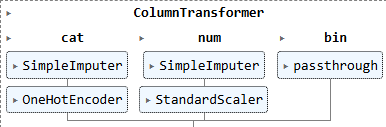 ColumnTransformer
cat num bin
SimpleImputer SimpleImputer passthrough
OneHotEncoder StandardScaler